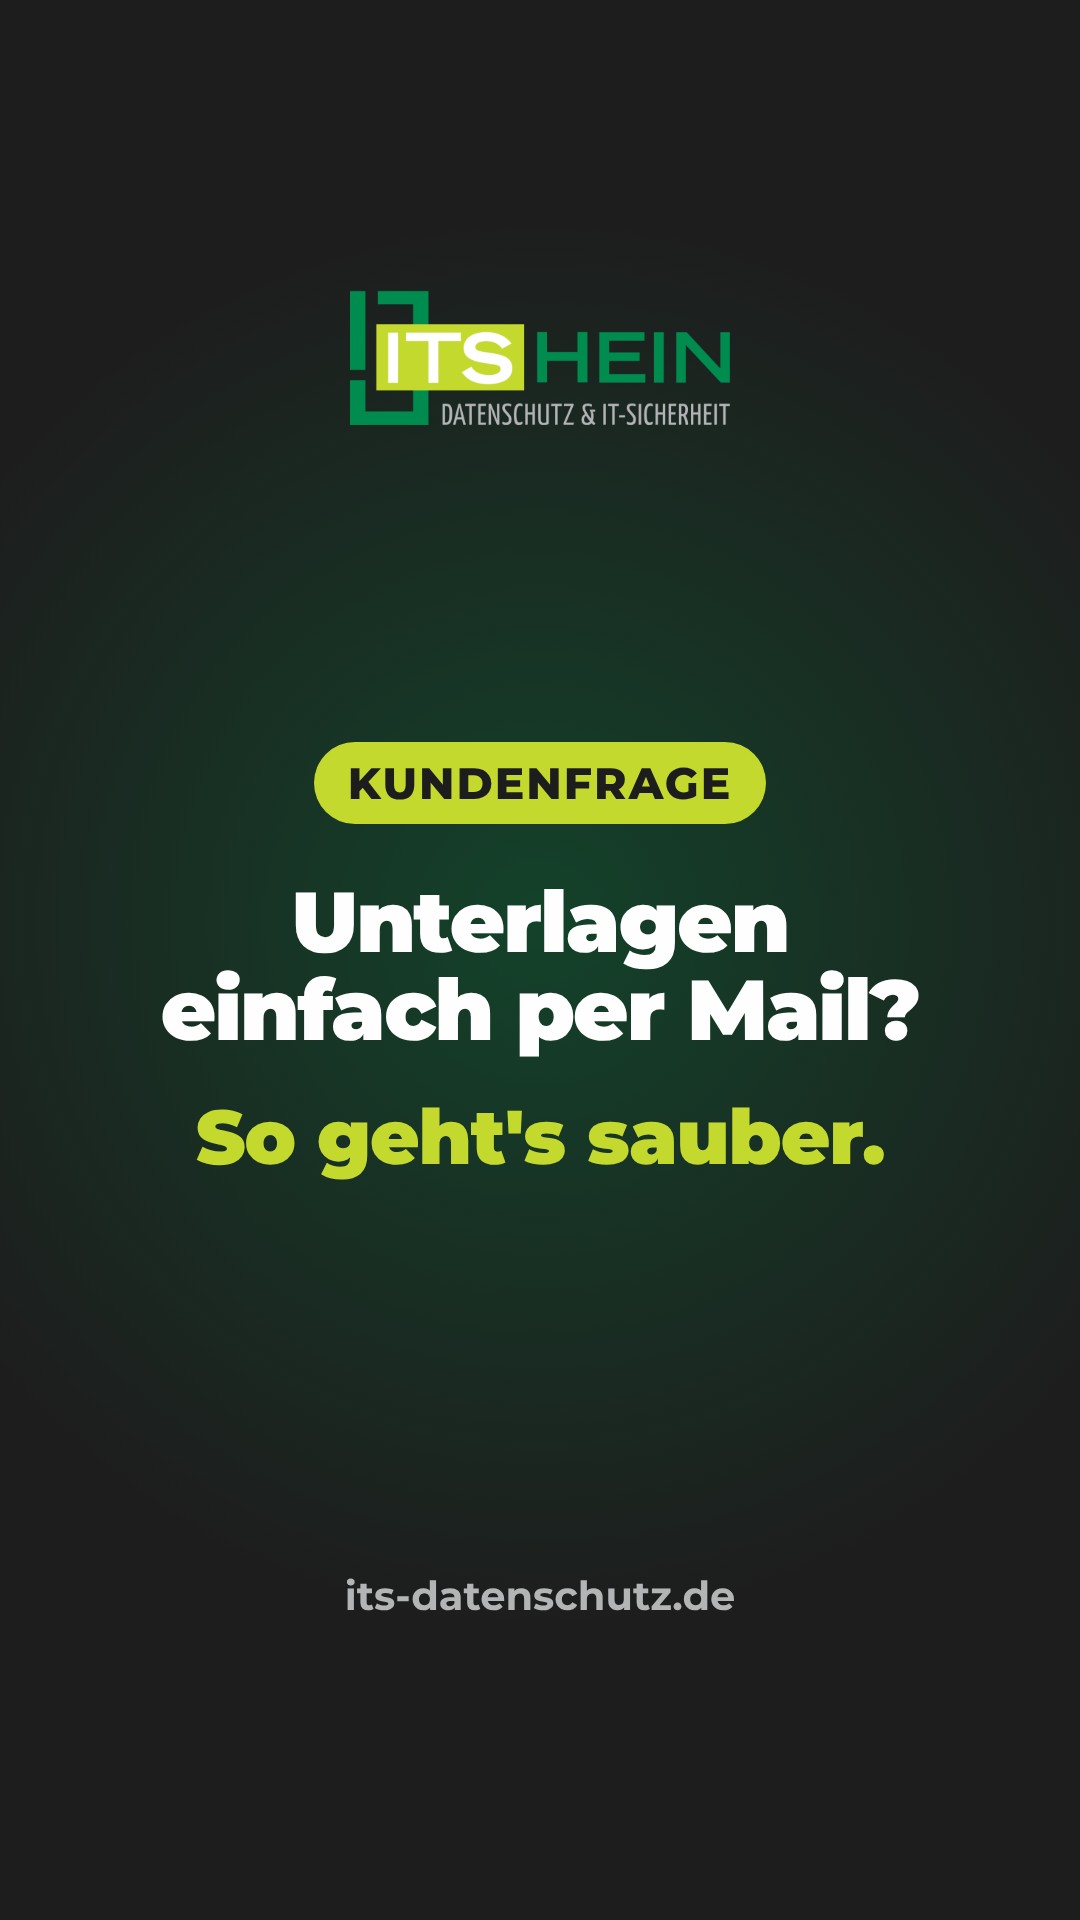 ITS HEIN
DATENSCHUTZ & IT-SICHERHEIT
KUNDENFRAGE
Unterlagen
einfach per Mail?
So geht's sauber.
its-datenschutz.de